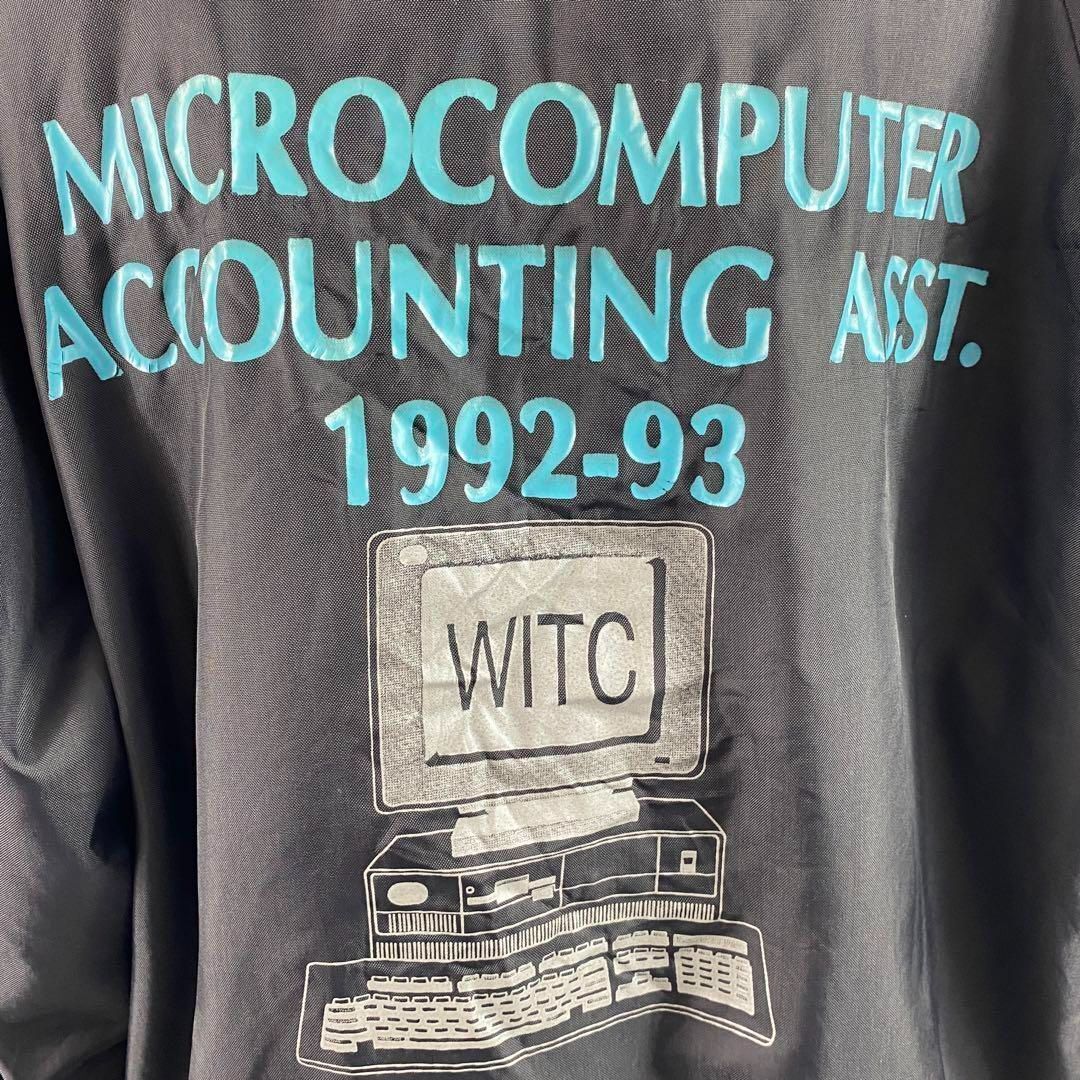 MICROCOMPUTER
ACCOUNTING ASST.
1992-93
WITC